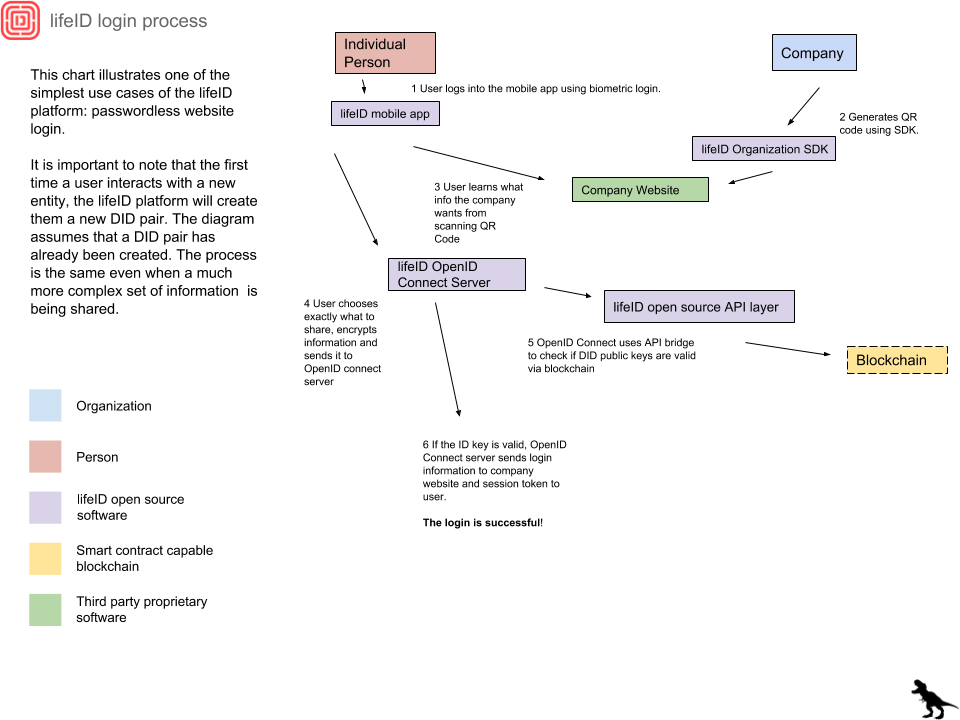 lifeID login process
This chart illustrates one of the
simplest use cases of the lifeID
platform: passwordless website
login.
It is important to note that the first
time a user interacts with a new
entity, the lifeID platform will create
them a new DID pair. The diagram
assumes that a DID pair has
already been created. The process
is the same even when a much
more complex set of information  is
being shared.
Individual
Person
Company
1 User logs into the mobile app using biometric login.
lifeID mobile app
2 Generates QR
code using SDK.
lifeID Organization SDK
Company Website
3 User learns what
info the company
wants from
scanning QR
Code
lifeID OpenID
Connect Server
4 User chooses
exactly what to
share, encrypts
information and
sends it to
OpenID connect
server
lifeID open source API layer
5 OpenID Connect uses API bridge
to check if DID public keys are valid
via blockchain
Blockchain
6 If the ID key is valid, OpenID
Connect server sends login
information to company
website and session token to
user.
The login is successful!
Organization
Person
lifeID open source
software
Smart contract capable
blockchain
Third party proprietary
software